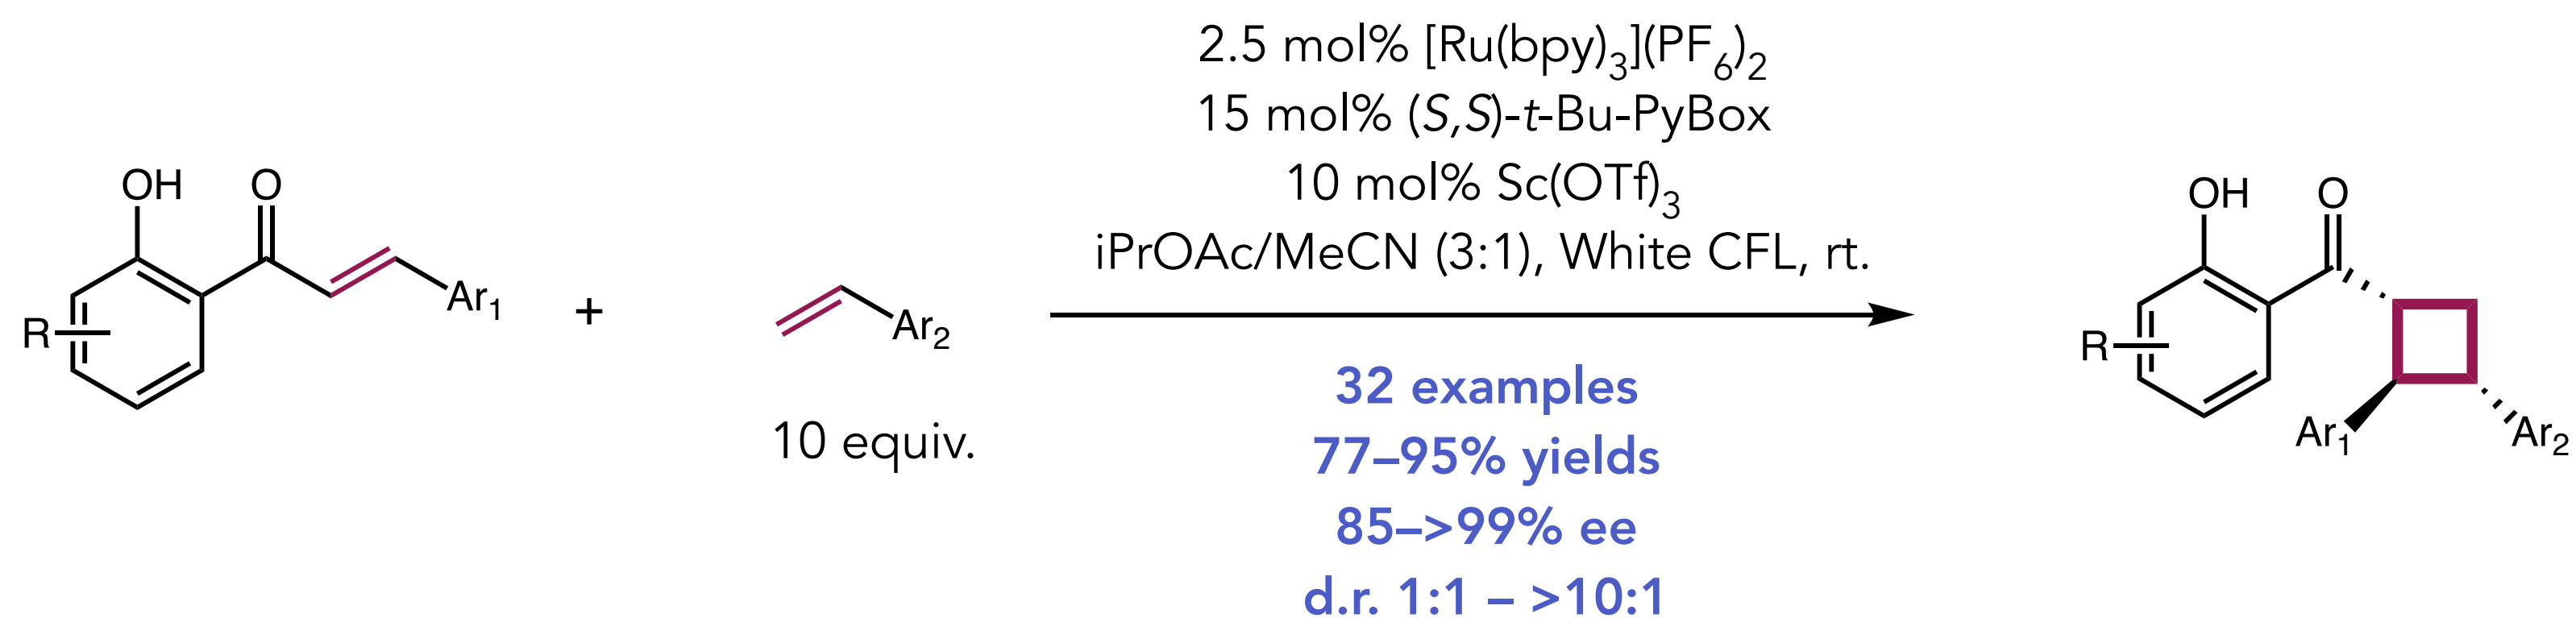 2.5 mol% [Ru(bpy)3](PF6)2
15 mol% (S,S)-t-Bu-PyBox
10 mol% Sc(OTf)3
iPrOAc/MeCN (3:1), White CFL, rt.
OH
O
R
Ar1
+
Ar2
10 equiv.
32 examples
77–95% yields
85–>99% ee
d.r. 1:1 – >10:1
OH
O
R
Ar1
Ar2